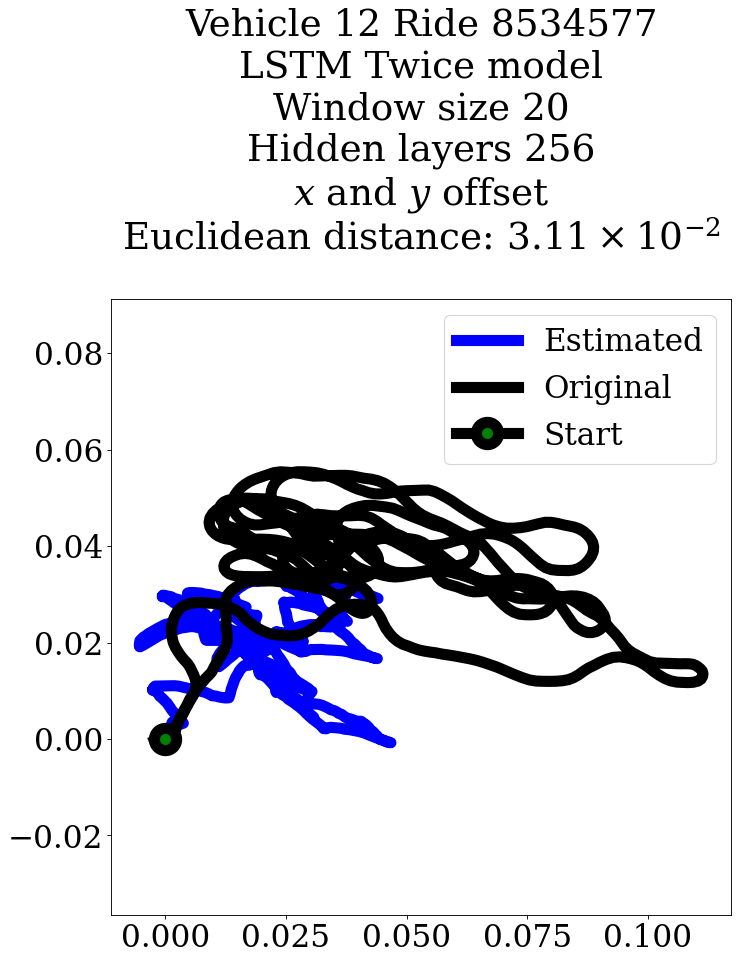 Vehicle 12 Ride 8534577
LSTM Twice model
Window size 20
Hidden layers 256
x and y offset
Euclidean distance: 3.11 × 10⁻²
Estimated
Original
Start
0.08
0.06
0.04
0.02
0.00
−0.02
0.000 0.025 0.050 0.075 0.100